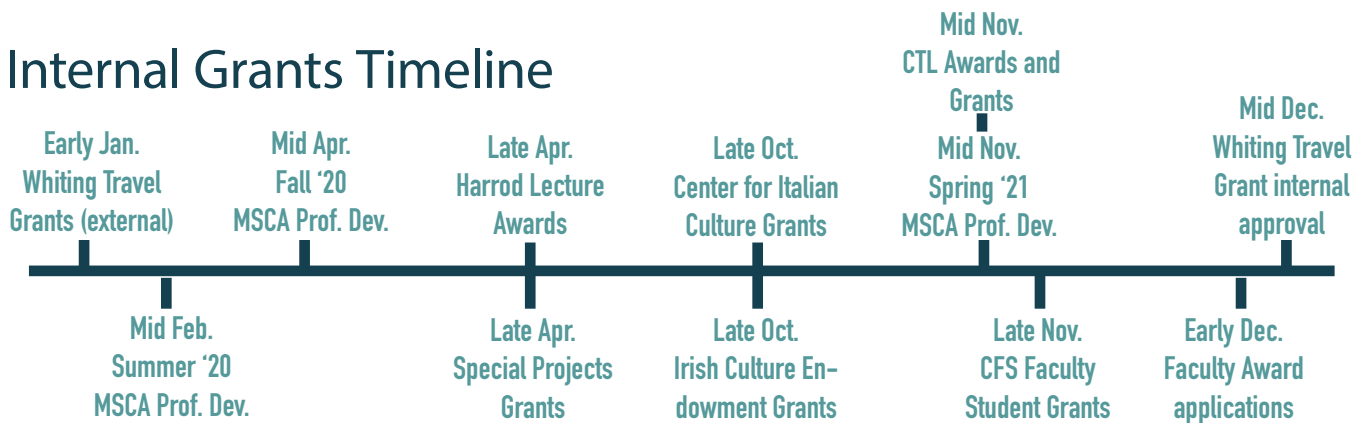 Internal Grants Timeline
Early Jan.
Whiting Travel
Grants (external)
Mid Feb.
Summer ‘20
MSCA Prof. Dev.
Mid Apr.
Fall ‘20
MSCA Prof. Dev.
Late Apr.
Harrod Lecture
Awards
Late Apr.
Special Projects
Grants
Late Oct.
Center for Italian
Culture Grants
Late Oct.
Irish Culture En-
dowment Grants
Mid Nov.
CTL Awards and
Grants
Mid Nov.
Spring ‘21
MSCA Prof. Dev.
Late Nov.
CFS Faculty
Student Grants
Early Dec.
Faculty Award
applications
Mid Dec.
Whiting Travel
Grant internal
approval